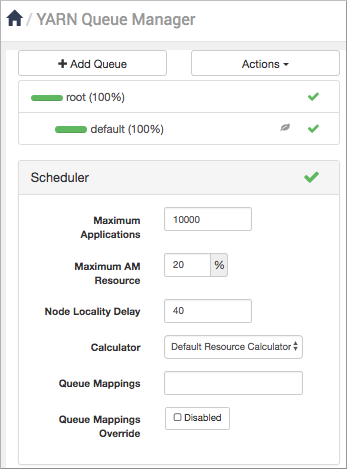 / YARN Queue Manager
+ Add Queue
Actions
root (100%)
default (100%)
Scheduler
Maximum
Applications
10000
Maximum AM
Resource
20 %
Node Locality Delay
40
Calculator
Default Resource Calculator
Queue Mappings
Queue Mappings
Override
Disabled